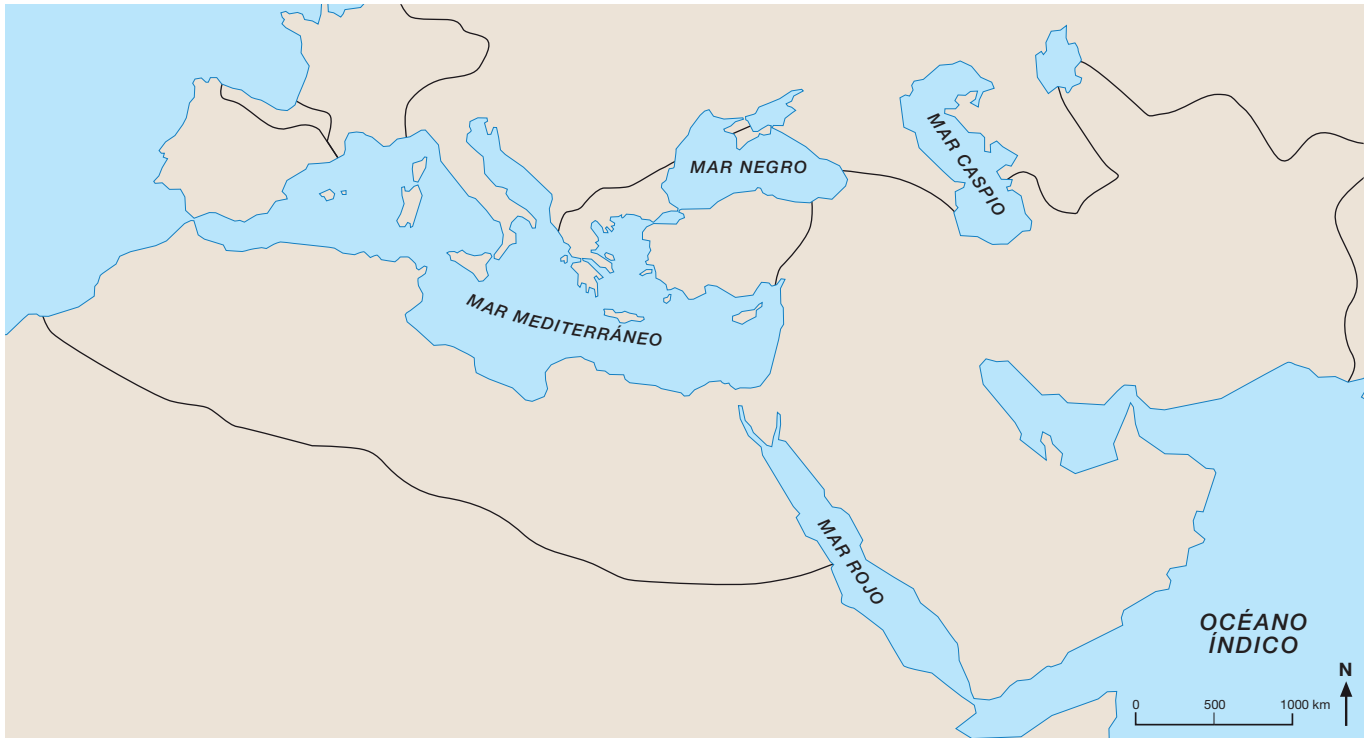 MAR NEGRO
MAR CASPIO
MAR MEDITERRÁNEO
MAR ROJO
OCÉANO
ÍNDICO
N
0 500 1000 km